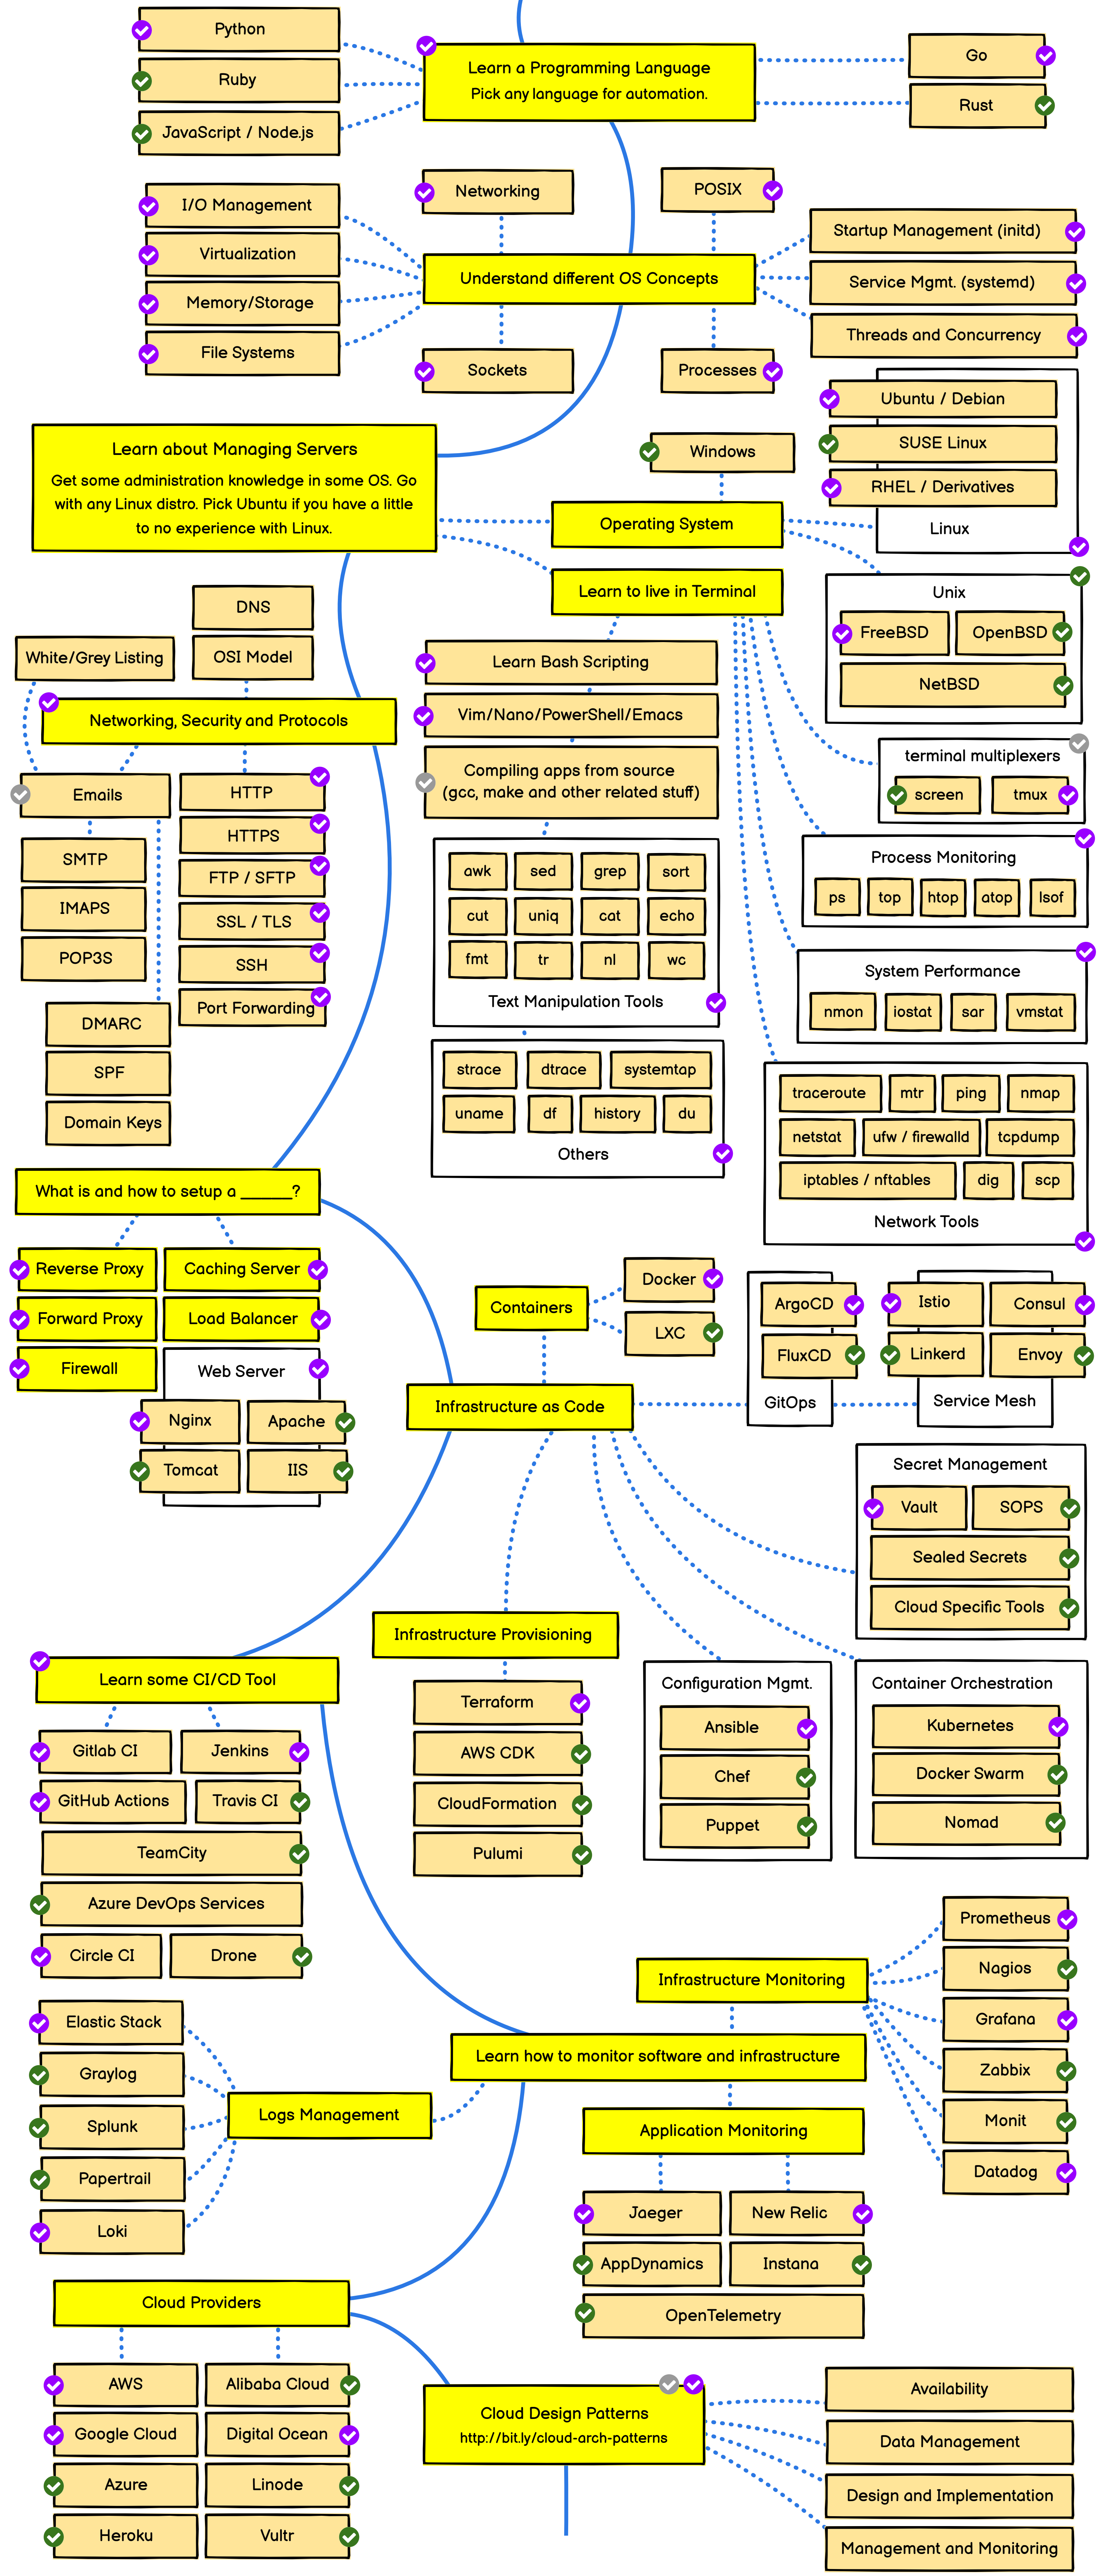 Python
Ruby
JavaScript / Node.js
Learn a Programming Language
Pick any language for automation.
Go
Rust
I/O Management
Virtualization
Memory/Storage
File Systems
Networking
POSIX
Understand different OS Concepts
Sockets
Processes
Startup Management (initd)
Service Mgmt. (systemd)
Threads and Concurrency
Learn about Managing Servers
Get some administration knowledge in some OS. Go
with any Linux distro. Pick Ubuntu if you have a little
to no experience with Linux.
Windows
Operating System
Learn to live in Terminal
Ubuntu / Debian
SUSE Linux
RHEL / Derivatives
Linux
Unix
FreeBSD
OpenBSD
NetBSD
DNS
OSI Model
White/Grey Listing
Networking, Security and Protocols
Emails
SMTP
IMAPS
POP3S
DMARC
SPF
Domain Keys
HTTP
HTTPS
FTP / SFTP
SSL / TLS
SSH
Port Forwarding
Learn Bash Scripting
Vim/Nano/PowerShell/Emacs
Compiling apps from source
(gcc, make and other related stuff)
awk
sed
grep
sort
cut
uniq
cat
echo
fmt
tr
nl
wc
Text Manipulation Tools
strace
dtrace
systemtap
uname
df
history
du
Others
terminal multiplexers
screen
tmux
Process Monitoring
ps
top
htop
atop
lsof
System Performance
nmon
iostat
sar
vmstat
traceroute
mtr
ping
nmap
netstat
ufw / firewalld
tcpdump
iptables / nftables
dig
scp
Network Tools
What is and how to setup a ______?
Reverse Proxy
Caching Server
Forward Proxy
Load Balancer
Firewall
Web Server
Nginx
Apache
Tomcat
IIS
Containers
Docker
LXC
Infrastructure as Code
ArgoCD
FluxCD
GitOps
Istio
Consul
Linkerd
Envoy
Service Mesh
Secret Management
Vault
SOPS
Sealed Secrets
Cloud Specific Tools
Infrastructure Provisioning
Terraform
AWS CDK
CloudFormation
Pulumi
Configuration Mgmt.
Ansible
Chef
Puppet
Container Orchestration
Kubernetes
Docker Swarm
Nomad
Learn some CI/CD Tool
Gitlab CI
Jenkins
GitHub Actions
Travis CI
TeamCity
Azure DevOps Services
Circle CI
Drone
Infrastructure Monitoring
Prometheus
Nagios
Grafana
Zabbix
Monit
Datadog
Learn how to monitor software and infrastructure
Elastic Stack
Graylog
Splunk
Papertrail
Loki
Logs Management
Application Monitoring
Jaeger
New Relic
AppDynamics
Instana
OpenTelemetry
Cloud Providers
AWS
Alibaba Cloud
Google Cloud
Digital Ocean
Azure
Linode
Heroku
Vultr
Cloud Design Patterns
http://bit.ly/cloud-arch-patterns
Availability
Data Management
Design and Implementation
Management and Monitoring